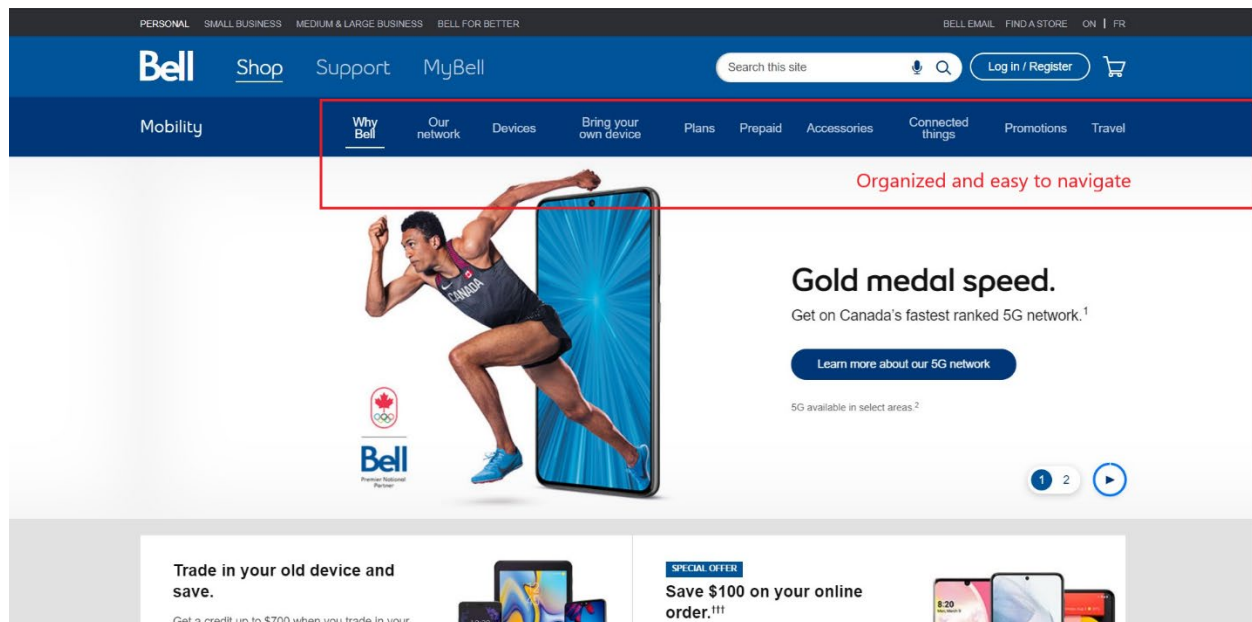 PERSONAL SMALL BUSINESS MEDIUM & LARGE BUSINESS BELL FOR BETTER BELL EMAIL FIND A STORE ON | FR
Bell Shop Support MyBell Search this site Log in / Register
Mobility Why Bell Our network Devices Bring your own device Plans Prepaid Accessories Connected things Promotions Travel
Organized and easy to navigate
CANADA
Gold medal speed.
Get on Canada's fastest ranked 5G network.1
Learn more about our 5G network
5G available in select areas.2
Bell
Premier National
Partner
1 2
Trade in your old device and
save.
Get a credit up to $700 when you trade in your
SPECIAL OFFER
Save $100 on your online
order.†††
8:20